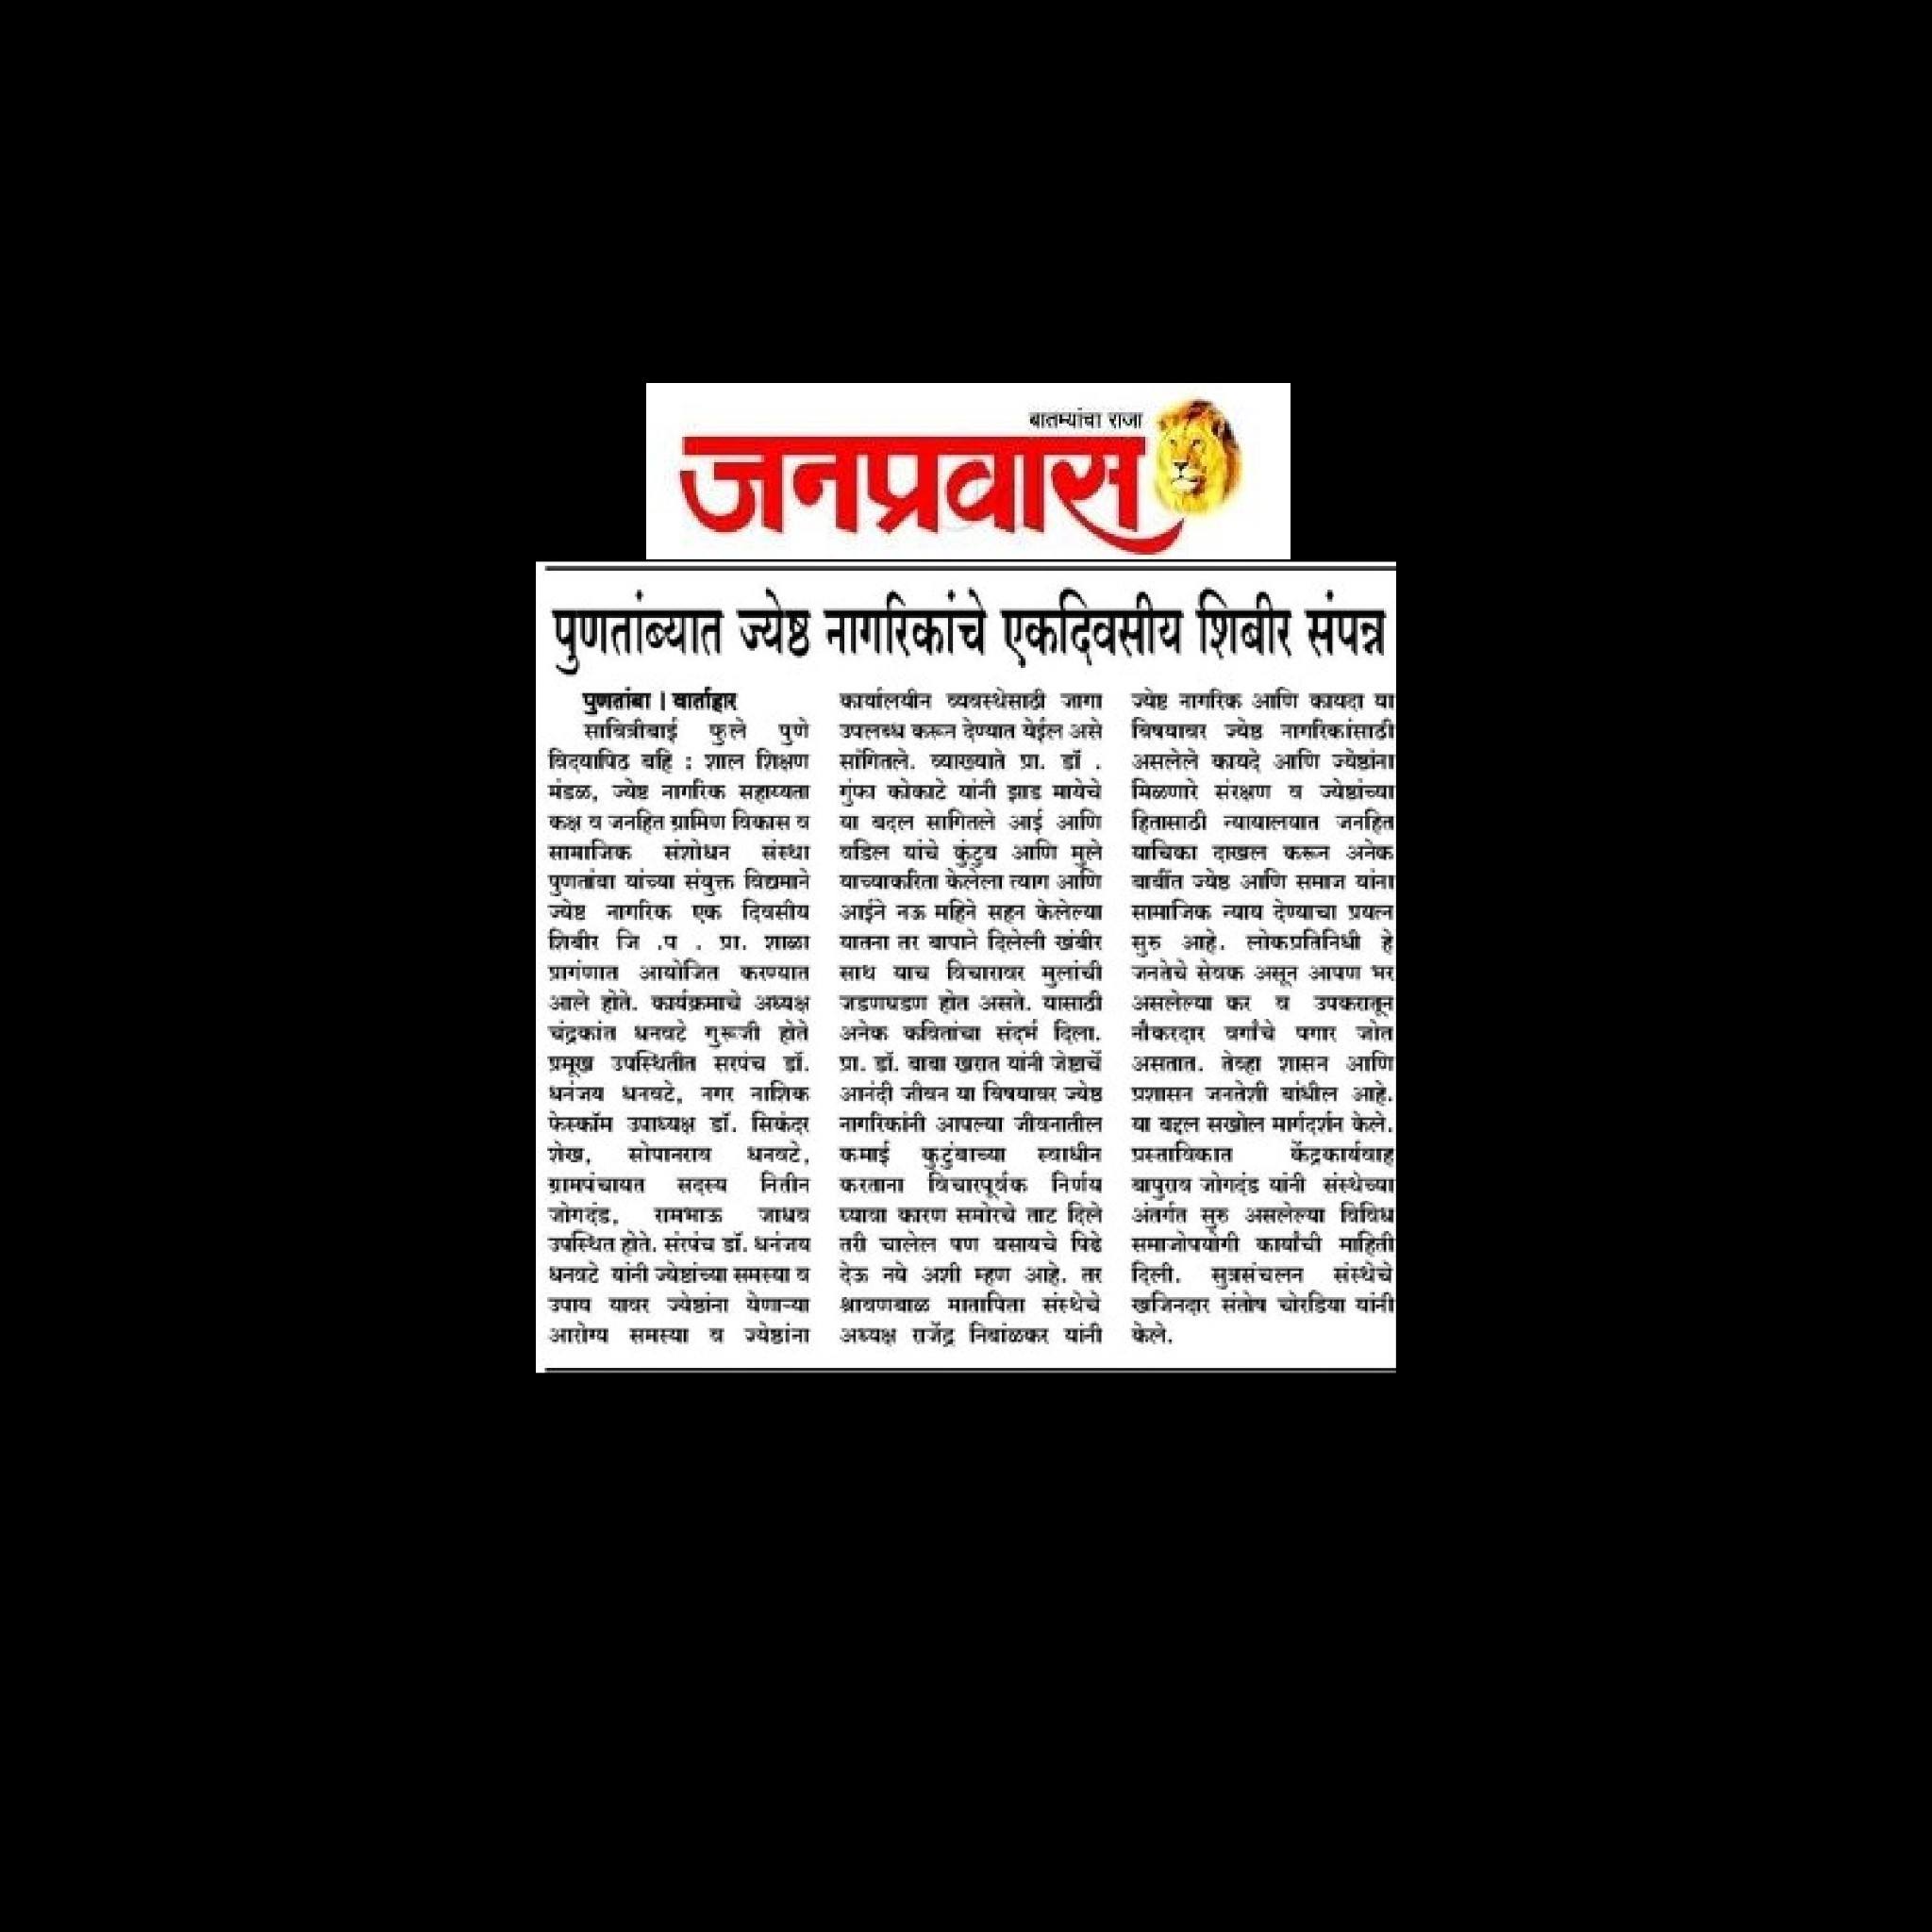 बातम्यांचा राजा
जनप्रवास
पुणतांब्यात ज्येष्ठ नागरिकांचे एकदिवसीय शिबीर संपन्न
पुणतांबा | वार्ताहार
सावित्रीबाई फुले पुणे
विदयापिठ बहि : शाल शिक्षण
मंडळ, ज्येष्ट नागरिक सहाय्यता
कक्ष व जनहित ग्रामिण विकास व
सामाजिक संशोधन संस्था
पुणतांबा यांच्या संयुक्त विद्यमाने
ज्येष्ट नागरिक एक दिवसीय
शिबीर जि .प . प्रा. शाळा
प्रागंणात आयोजित करण्यात
आले होते. कार्यक्रमाचे अध्यक्ष
चंद्रकांत धनवटे गुरूजी होते
प्रमूख उपस्थितीत सरपंच डॉ.
धनंजय धनवटे, नगर नाशिक
फेस्कॉम उपाध्यक्ष डॉ. सिकंदर
शेख, सोपानराव धनवटे,
ग्रामपंचायत सदस्य नितीन
जोगदंड, रामभाऊ जाधव
उपस्थित होते. सरपंच डॉ. धनंजय
धनवटे यांनी ज्येष्ठांच्या समस्या व
उपाय यावर ज्येष्ठांना येणाऱ्या
आरोग्य समस्या व ज्येष्ठांना
कार्यालयीन व्यवस्थेसाठी जागा
उपलब्ध करून देण्यात येईल असे
सांगितले. व्याख्याते प्रा. डॉ .
गुंफा कोकाटे यांनी झाड मायेचे
या बदल सागितले आई आणि
वडिल यांचे कुंटुब आणि मुले
याच्याकरिता केलेला त्याग आणि
आईने नऊ महिने सहन केलेल्या
यातना तर बापाने दिलेली खंबीर
साथ याच विचारावर मुलांची
जडणघडण होत असते. यासाठी
अनेक कवितांचा संदर्भ दिला.
प्रा. डॉ. बाबा खरात यांनी जेष्टाचें
आनंदी जीवन या विषयावर ज्येष्ठ
नागरिकांनी आपल्या जीवनातील
कमाई कुटुंबाच्या स्वाधीन
करताना विचारपूर्वक निर्णय
घ्यावा कारण समोरचे ताट दिले
तरी चालेल पण बसायचे पिढे
देऊ नये अशी म्हण आहे. तर
श्रावणबाळ मातापिता संस्थेचे
अध्यक्ष राजेंद्र निबांळकर यांनी
ज्येष्ट नागरिक आणि कायदा या
विषयावर ज्येष्ठ नागरिकांसाठी
असलेले कायदे आणि ज्येष्ठांना
मिळणारे संरक्षण व ज्येष्ठांच्या
हितासाठी न्यायालयात जनहित
याचिका दाखल करून अनेक
बाबींत ज्येष्ठ आणि समाज यांना
सामाजिक न्याय देण्याचा प्रयत्न
सुरु आहे. लोकप्रतिनिधी हे
जनतेचे सेवक असून आपण भर
असलेल्या कर व उपकरातून
नौकरदार वर्गांचे पगार जोत
असतात. तेव्हा शासन आणि
प्रशासन जनतेशी बांधील आहे.
या बद्दल सखोल मार्गदर्शन केले.
प्रस्ताविकात केंद्रकार्यवाह
बापुराव जोगदंड यांनी संस्थेच्या
अंतर्गत सुरु असलेल्या विविध
समाजोपयोगी कार्यांची माहिती
दिली. सुत्रसंचलन संस्थेचे
खजिनदार संतोष चोरडिया यांनी
केले.